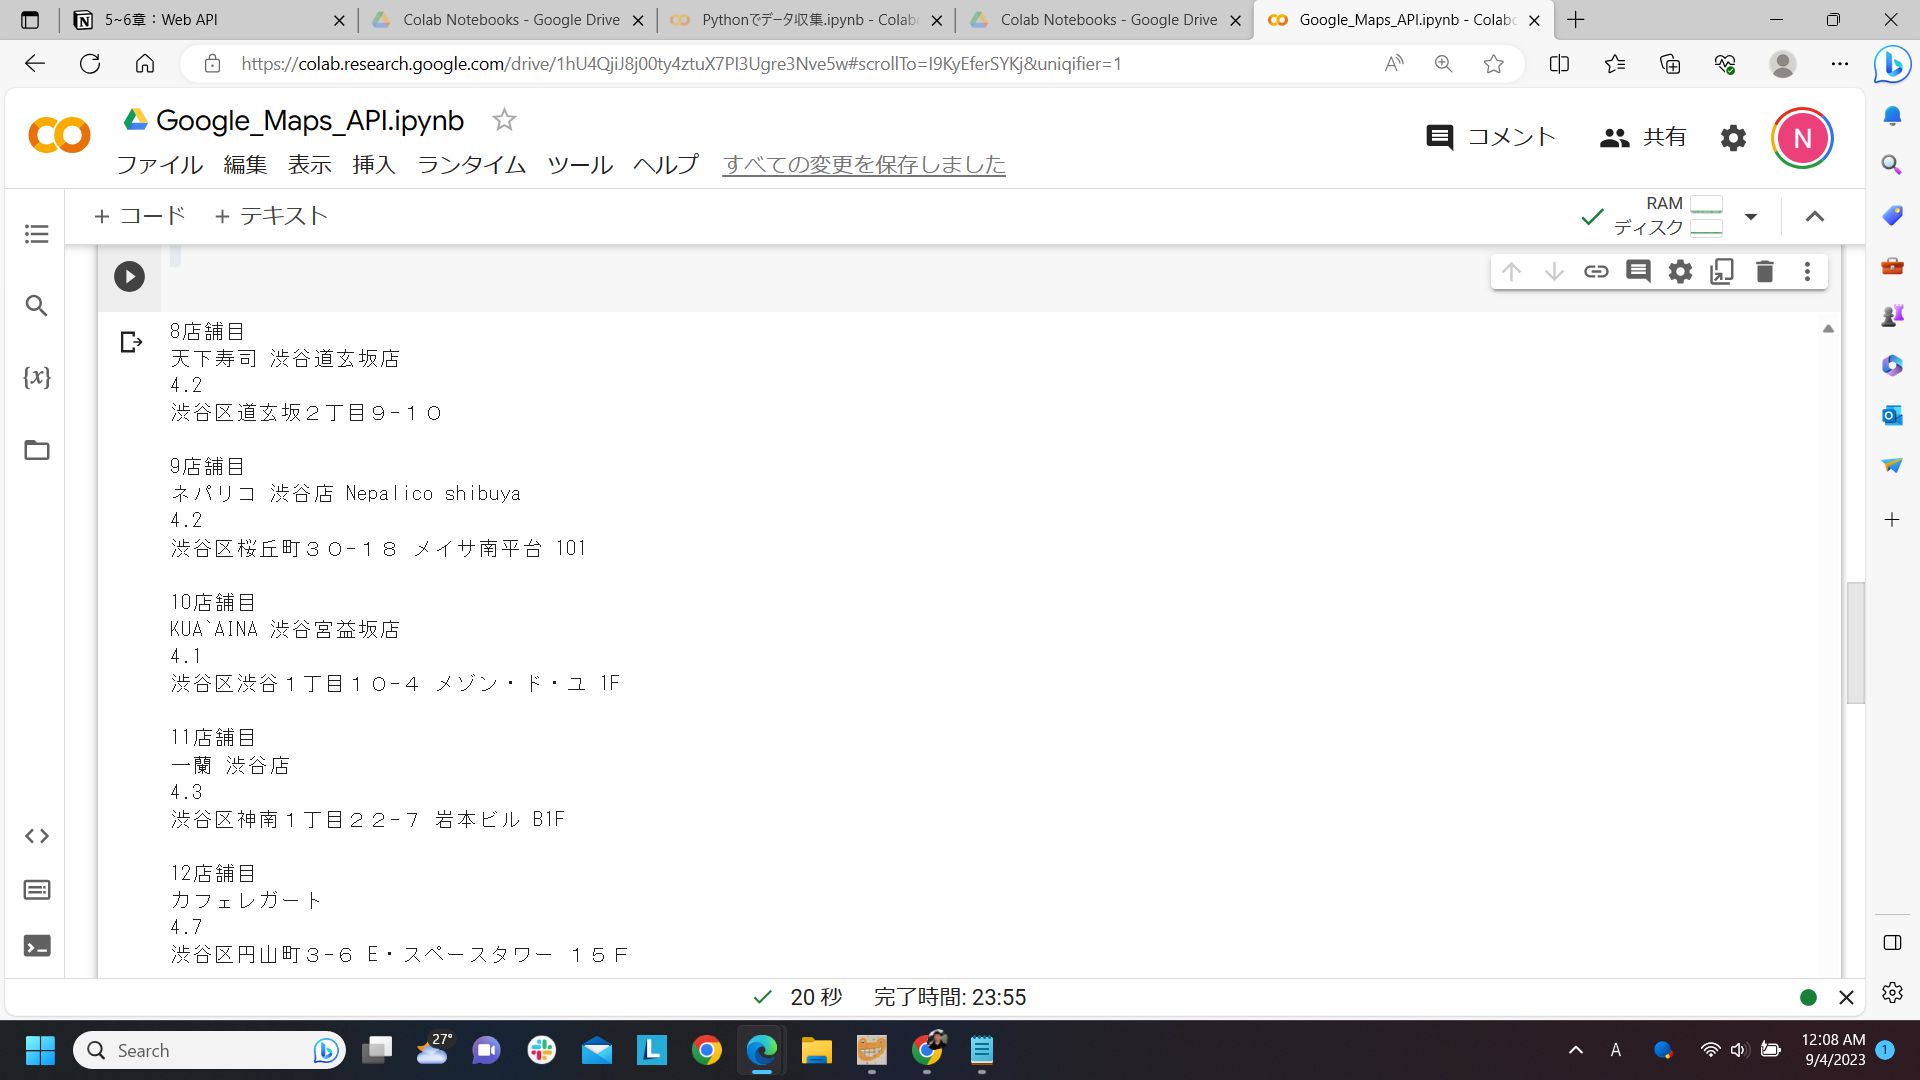 5~6章：Web API
Colab Notebooks - Google Drive
Pythonでデータ収集.ipynb - Colab
Colab Notebooks - Google Drive
Google_Maps_API.ipynb - Colabo
https://colab.research.google.com/drive/1hU4QjiJ8j00ty4ztuX7PI3Ugre3Nve5w#scrollTo=I9KyEferSYKj&uniqifier=1
Google_Maps_API.ipynb
コメント
共有
N
ファイル 編集 表示 挿入 ランタイム ツール ヘルプ すべての変更を保存しました
+ コード + テキスト
RAM
ディスク
8店舗目
天下寿司 渋谷道玄坂店
4.2
渋谷区道玄坂２丁目９−１０
9店舗目
ネパリコ 渋谷店 Nepalico shibuya
4.2
渋谷区桜丘町３０−１８ メイサ南平台 101
10店舗目
KUA`AINA 渋谷宮益坂店
4.1
渋谷区渋谷１丁目１０−４ メゾン・ド・ユ 1F
11店舗目
一蘭 渋谷店
4.3
渋谷区神南１丁目２２−７ 岩本ビル B1F
12店舗目
カフェレガート
4.7
渋谷区円山町３−６ E・スペースタワー １５Ｆ
20 秒 完了時間: 23:55
Search
27°
A
12:08 AM
9/4/2023
1